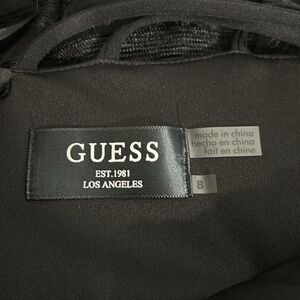 GUESS
EST.1981
LOS ANGELES
made in china
hecho en china
fait en chine
8